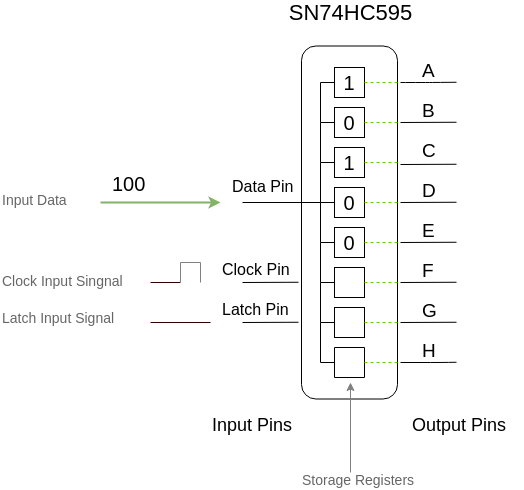 SN74HC595
A
1
B
0
C
1
100
Data Pin
D
0
Input Data
E
0
Clock Pin
F
Clock Input Singnal
Latch Pin
G
Latch Input Signal
H
Input Pins
Output Pins
Storage Registers